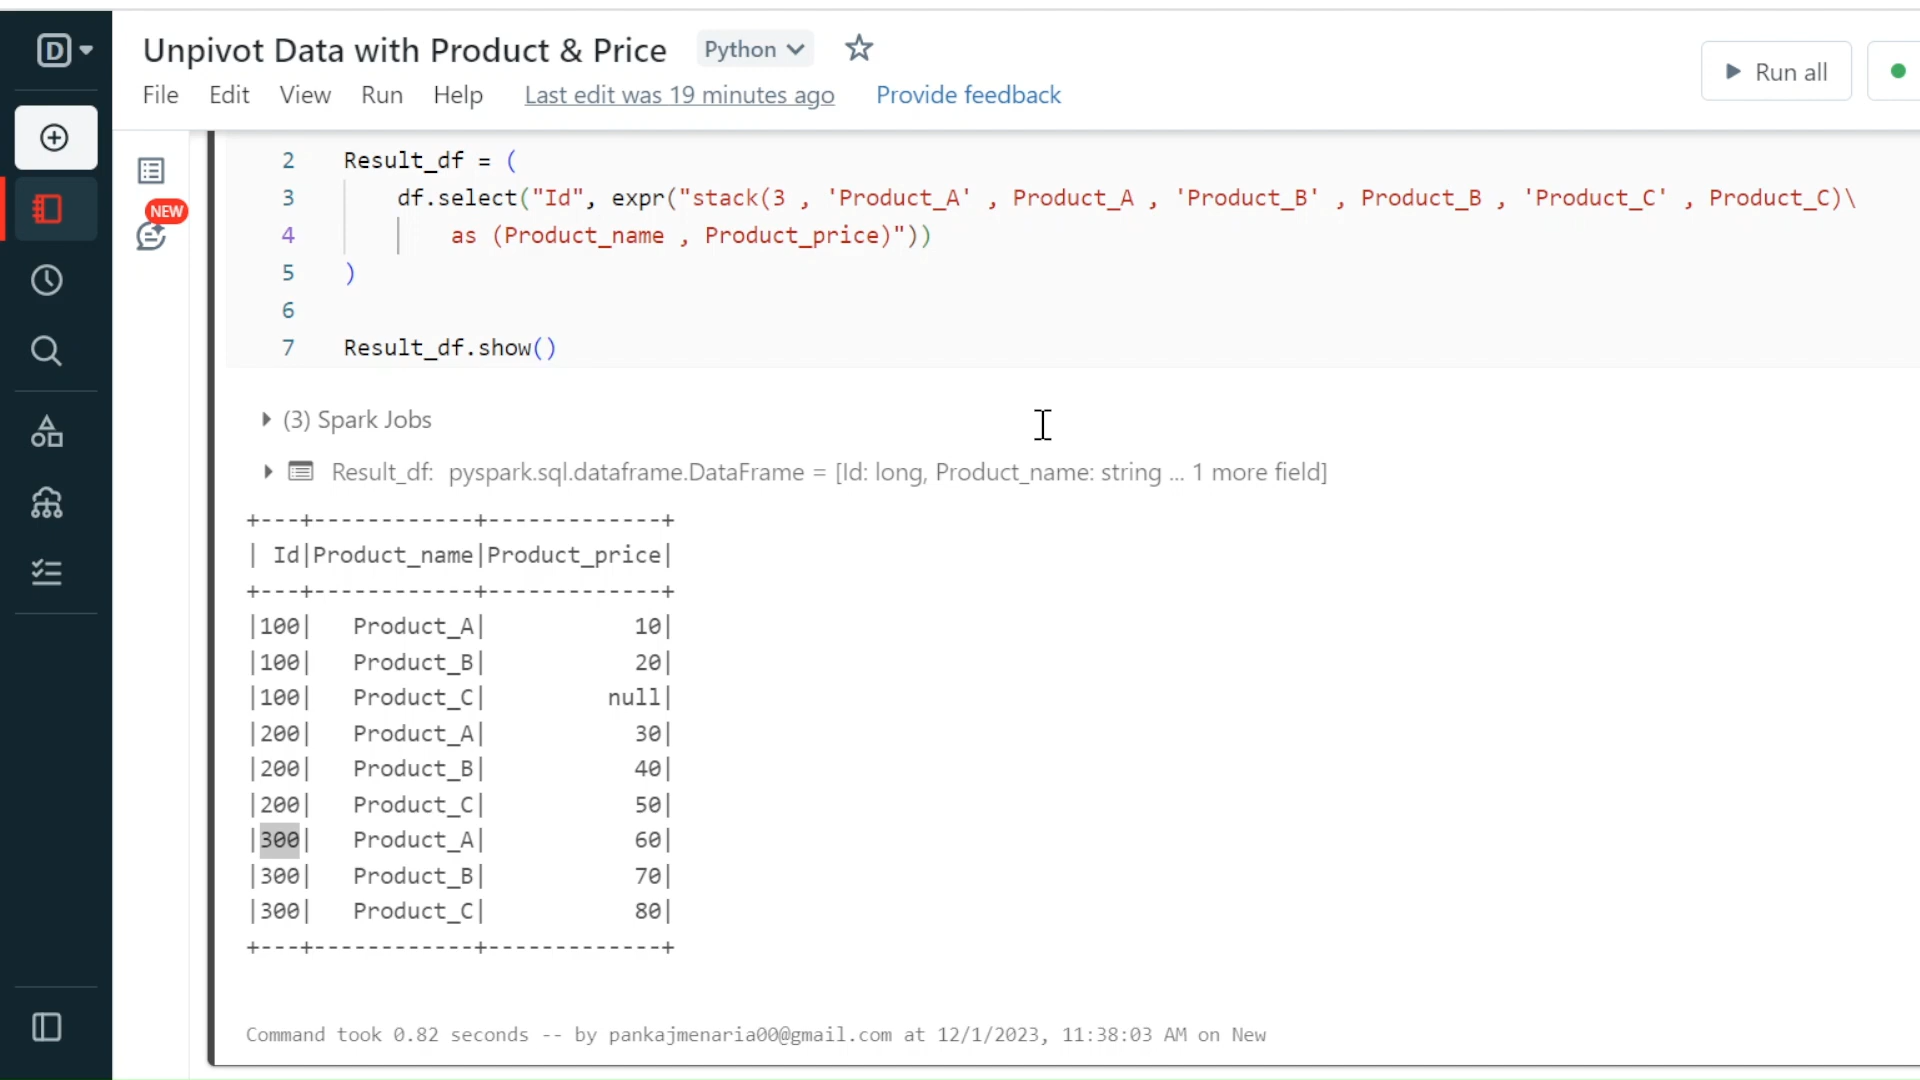 D
Unpivot Data with Product & Price Python
Run all
File Edit View Run Help Last edit was 19 minutes ago Provide feedback
NEW
2 Result_df = (
3 df.select("Id", expr("stack(3 , 'Product_A' , Product_A , 'Product_B' , Product_B , 'Product_C' , Product_C)\
4 as (Product_name , Product_price)"))
5 )
6
7 Result_df.show()
(3) Spark Jobs
Result_df: pyspark.sql.dataframe.DataFrame = [Id: long, Product_name: string ... 1 more field]
+---+------------+-------------+
| Id|Product_name|Product_price|
+---+------------+-------------+
|100|   Product_A|           10|
|100|   Product_B|           20|
|100|   Product_C|         null|
|200|   Product_A|           30|
|200|   Product_B|           40|
|200|   Product_C|           50|
|300|   Product_A|           60|
|300|   Product_B|           70|
|300|   Product_C|           80|
+---+------------+-------------+
Command took 0.82 seconds -- by pankajmenaria00@gmail.com at 12/1/2023, 11:38:03 AM on New